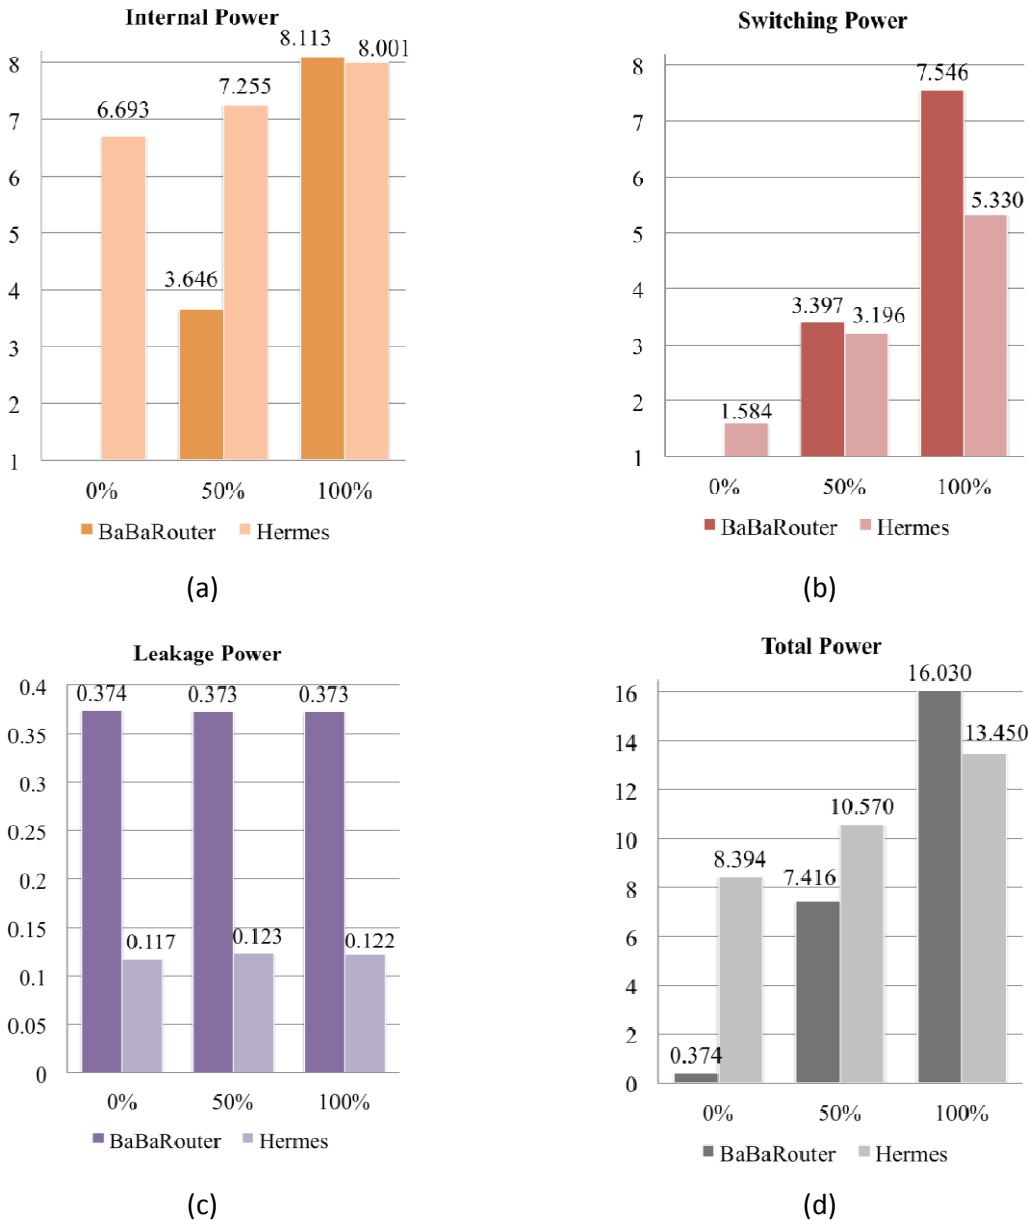 Internal Power
8.113
8.001
8
7.255
7
6.693
6
5
4
3.646
3
2
1
0% 50% 100%
BaBaRouter Hermes
(a)
Switching Power
8
7.546
7
6
5.330
5
4
3.397
3.196
3
2
1.584
1
0% 50% 100%
BaBaRouter Hermes
(b)
Leakage Power
0.4
0.374 0.373 0.373
0.35
0.3
0.25
0.2
0.15
0.117 0.123 0.122
0.1
0.05
0
0% 50% 100%
BaBaRouter Hermes
(c)
Total Power
16.030
16
14
13.450
12
10.570
10
8.394
7.416
8
6
4
2
0.374
0
0% 50% 100%
BaBaRouter Hermes
(d)